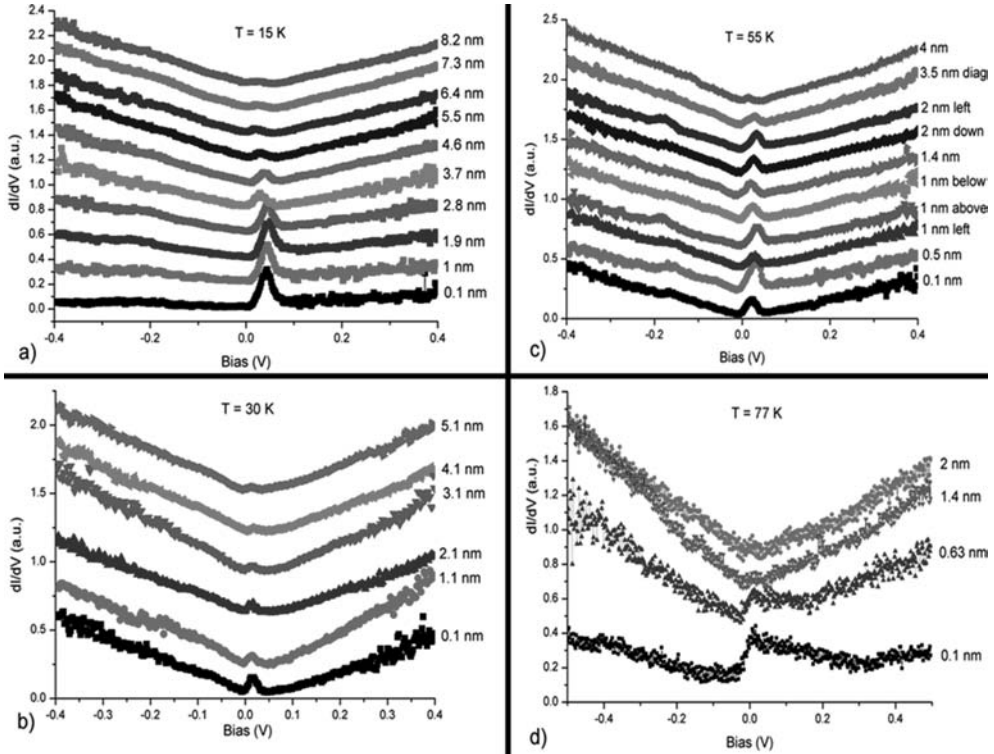 T = 15 K
2.4
2.1
1.8
1.5
1.2
0.9
0.6
0.3
0.0
dI/dV (a.u.)
8.2 nm
7.3 nm
6.4 nm
5.5 nm
4.6 nm
3.7 nm
2.8 nm
1.9 nm
1 nm
0.1 nm
-0.4 -0.2 0.0 0.2 0.4
Bias (V)
a)
T = 55 K
2.5
2.0
1.5
1.0
0.5
0.0
dI/dV (a.u.)
4 nm
3.5 nm diag
2 nm left
2 nm down
1.4 nm
1 nm below
1 nm above
1 nm left
0.5 nm
0.1 nm
-0.4 -0.2 0.0 0.2 0.4
Bias (V)
c)
T = 30 K
2.0
1.5
1.0
0.5
0.0
dI/dV (a.u.)
5.1 nm
4.1 nm
3.1 nm
2.1 nm
1.1 nm
0.1 nm
-0.4 -0.3 -0.2 -0.1 0.0 0.1 0.2 0.3 0.4
Bias (V)
b)
T = 77 K
1.8
1.6
1.4
1.2
1.0
0.8
0.6
0.4
0.2
0.0
dI/dV (a.u.)
2 nm
1.4 nm
0.63 nm
0.1 nm
-0.4 -0.2 0.0 0.2 0.4
Bias (V)
d)